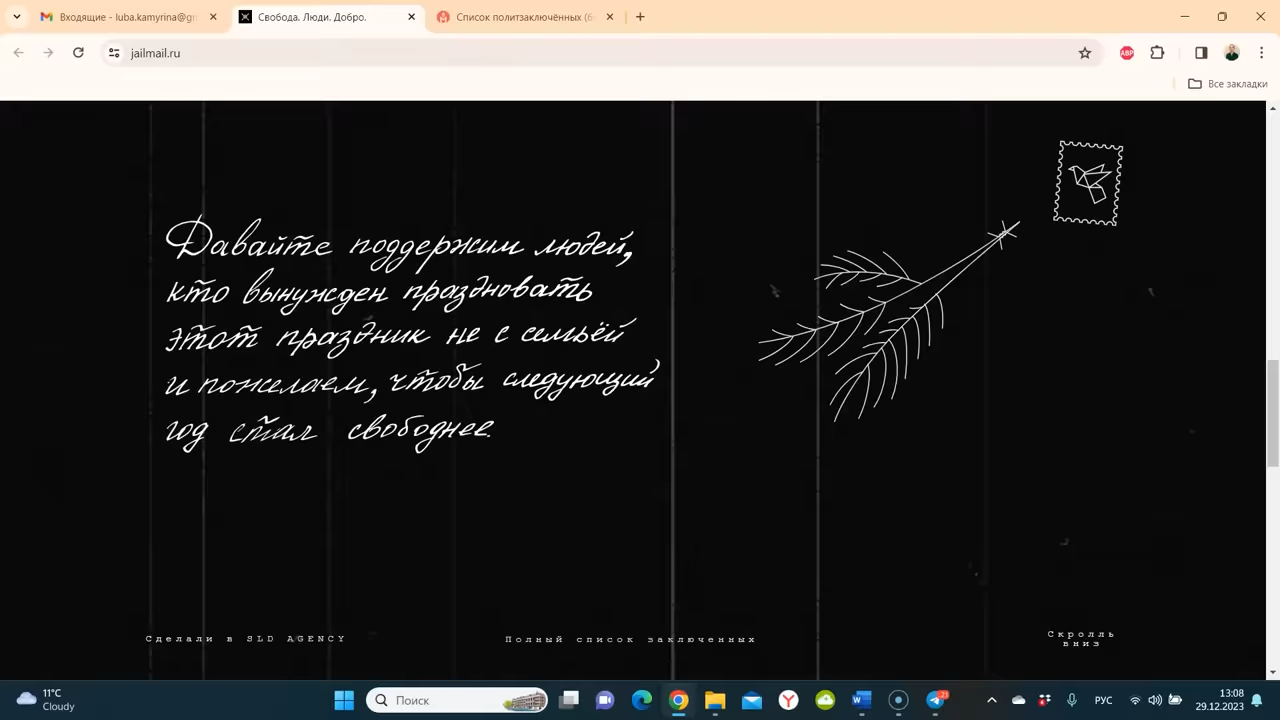 Входящие - luba.kamyrina@gm
Свобода. Люди. Добро.
Список политзаключённых (б
jailmail.ru
ABP
Все закладки
Давайте поддержим людей,
кто вынужден праздновать
этот праздник не с семьёй
и пожелаем, чтобы следующий
год стал свободнее.
Сделали в SLD AGENCY
Полный список заключенных
Скролль
вниз
11°C
Cloudy
Поиск
РУС
13:08
29.12.2023